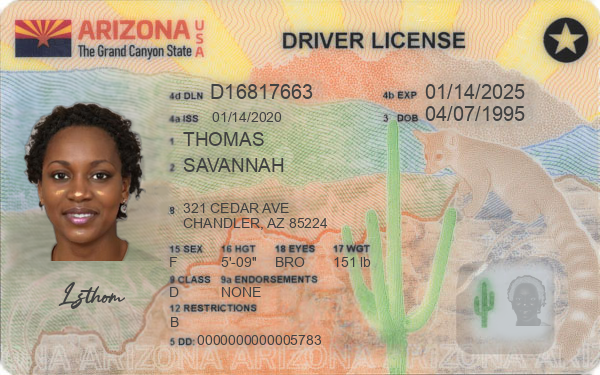 ARIZONA USA
The Grand Canyon State
DRIVER LICENSE
4d DLN D16817663
4b EXP 01/14/2025
4a ISS 01/14/2020
3 DOB 04/07/1995
1 THOMAS
2 SAVANNAH
8 321 CEDAR AVE
CHANDLER, AZ 85224
15 SEX 16 HGT 18 EYES 17 WGT
F 5'-09" BRO 151 lb
9 CLASS 9a ENDORSEMENTS
D NONE
12 RESTRICTIONS
B
5 DD: 0000000000005783
ARIZONA ARIZONA ARIZONA ARIZONA